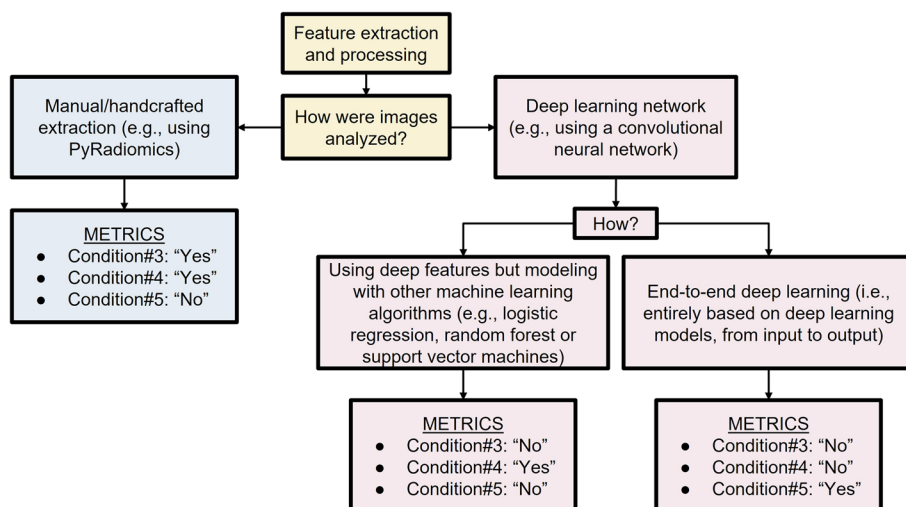 Feature extraction
and processing
Manual/handcrafted
extraction (e.g., using
PyRadiomics)
How were images
analyzed?
Deep learning network
(e.g., using a convolutional
neural network)
METRICS
● Condition#3: “Yes”
● Condition#4: “Yes”
● Condition#5: “No”
How?
Using deep features but modeling
with other machine learning
algorithms (e.g., logistic
regression, random forest or
support vector machines)
End-to-end deep learning (i.e.,
entirely based on deep learning
models, from input to output)
METRICS
● Condition#3: “No”
● Condition#4: “Yes”
● Condition#5: “No”
METRICS
● Condition#3: “No”
● Condition#4: “No”
● Condition#5: “Yes”